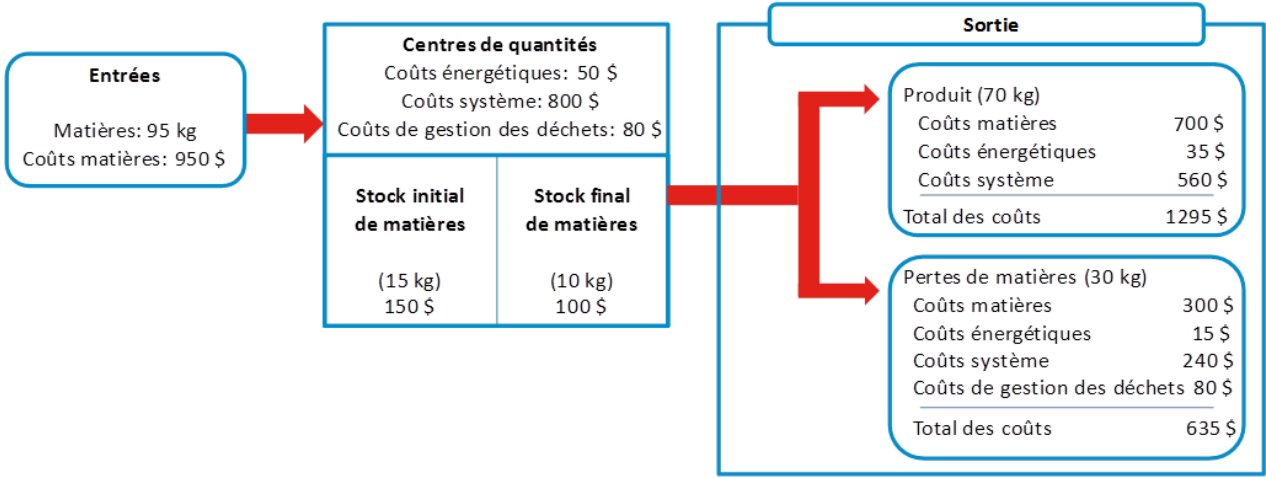 Entrées
Matières: 95 kg
Coûts matières: 950 $
Centres de quantités
Coûts énergétiques: 50 $
Coûts système: 800 $
Coûts de gestion des déchets: 80 $
Stock initial
de matières
(15 kg)
150 $
Stock final
de matières
(10 kg)
100 $
Sortie
Produit (70 kg)
Coûts matières 700 $
Coûts énergétiques 35 $
Coûts système 560 $
Total des coûts 1295 $
Pertes de matières (30 kg)
Coûts matières 300 $
Coûts énergétiques 15 $
Coûts système 240 $
Coûts de gestion des déchets 80 $
Total des coûts 635 $